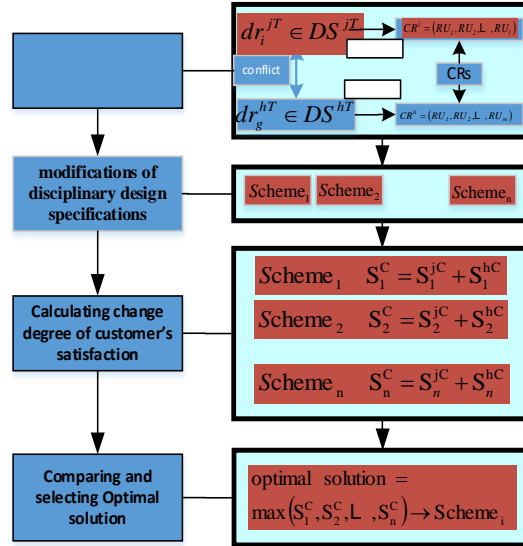 dr_i^{jT} ∈ DS^{jT}
CR^j = (RU_1, RU_2, L , RU_l)
conflict
CRs
dr_g^{hT} ∈ DS^{hT}
CR^h = (RU_1, RU_2, L , RU_m)
modifications of
disciplinary design
specifications
Scheme_1 Scheme_2 Scheme_n
Calculating change
degree of customer's
satisfaction
Scheme_1 S_1^C = S_1^{jC} + S_1^{hC}
Scheme_2 S_2^C = S_2^{jC} + S_2^{hC}
Scheme_n S_n^C = S_n^{jC} + S_n^{hC}
Comparing and
selecting Optimal
solution
optimal solution =
max(S_1^C, S_2^C, L , S_n^C) → Scheme_i